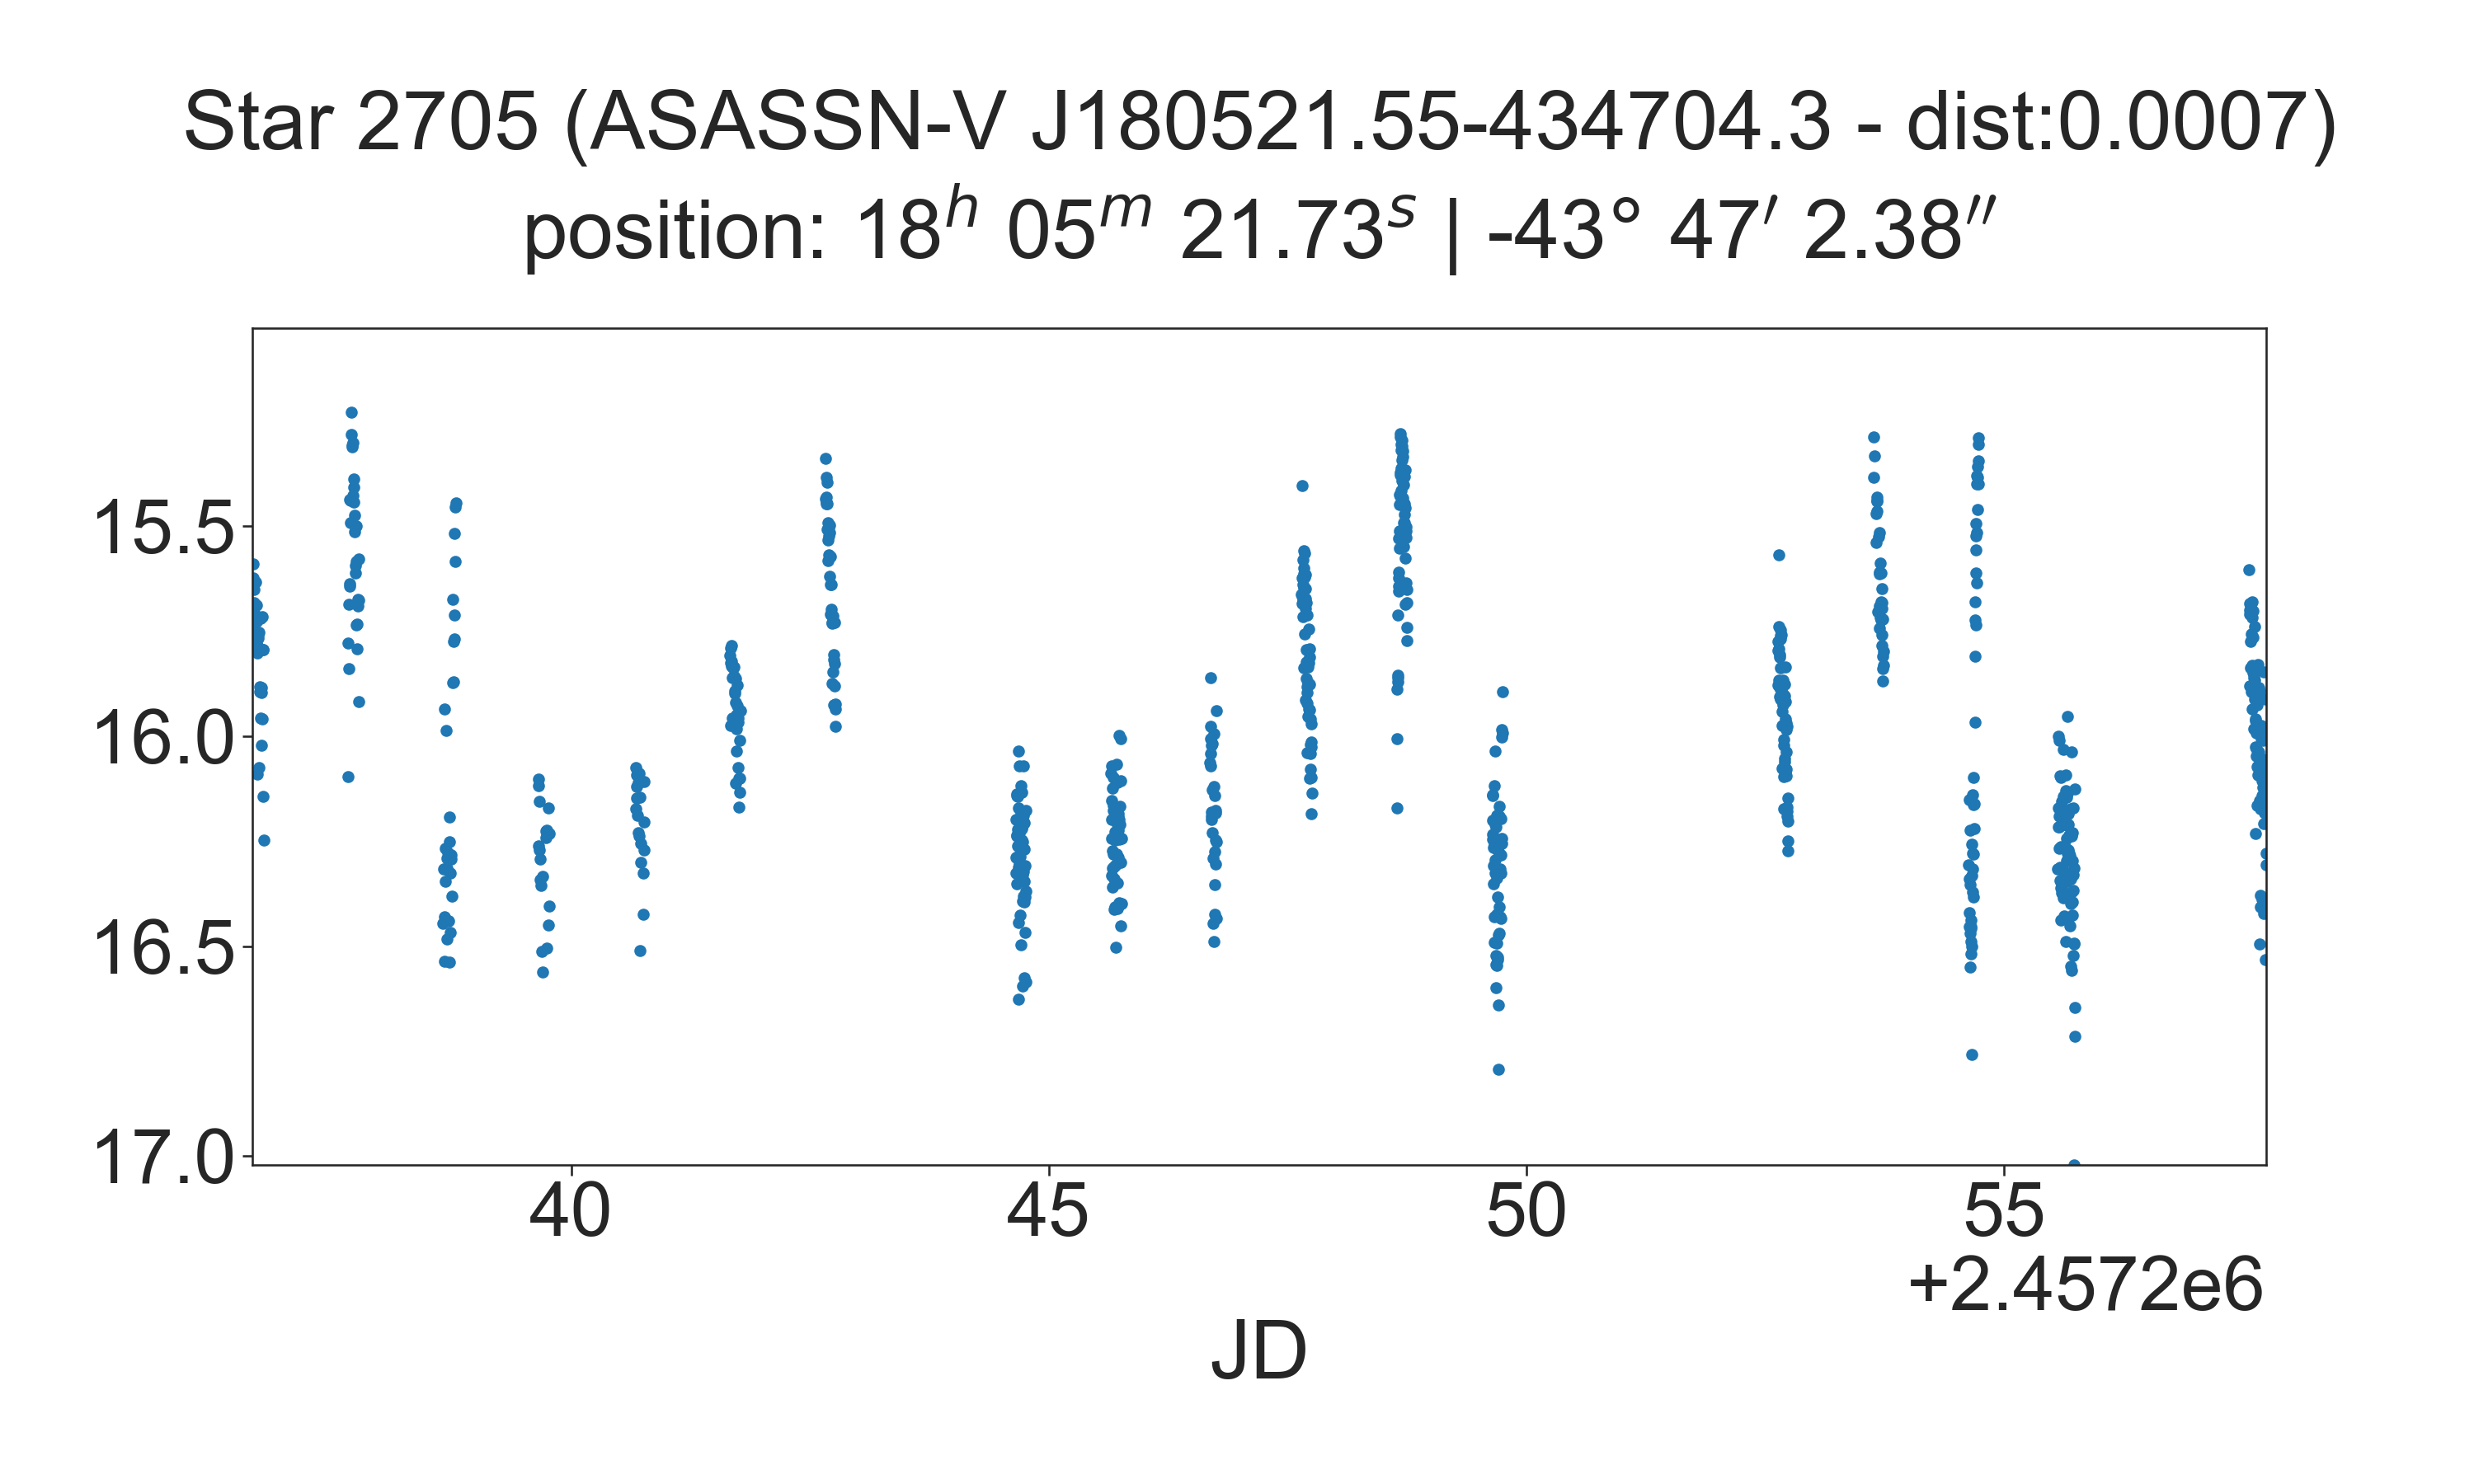 Star 2705 (ASASSN-V J180521.55-434704.3 - dist:0.0007)
position: 18ʰ 05ᵐ 21.73ˢ | -43° 47′ 2.38″
15.5
16.0
16.5
17.0
40 45 50 55
+2.4572e6
JD